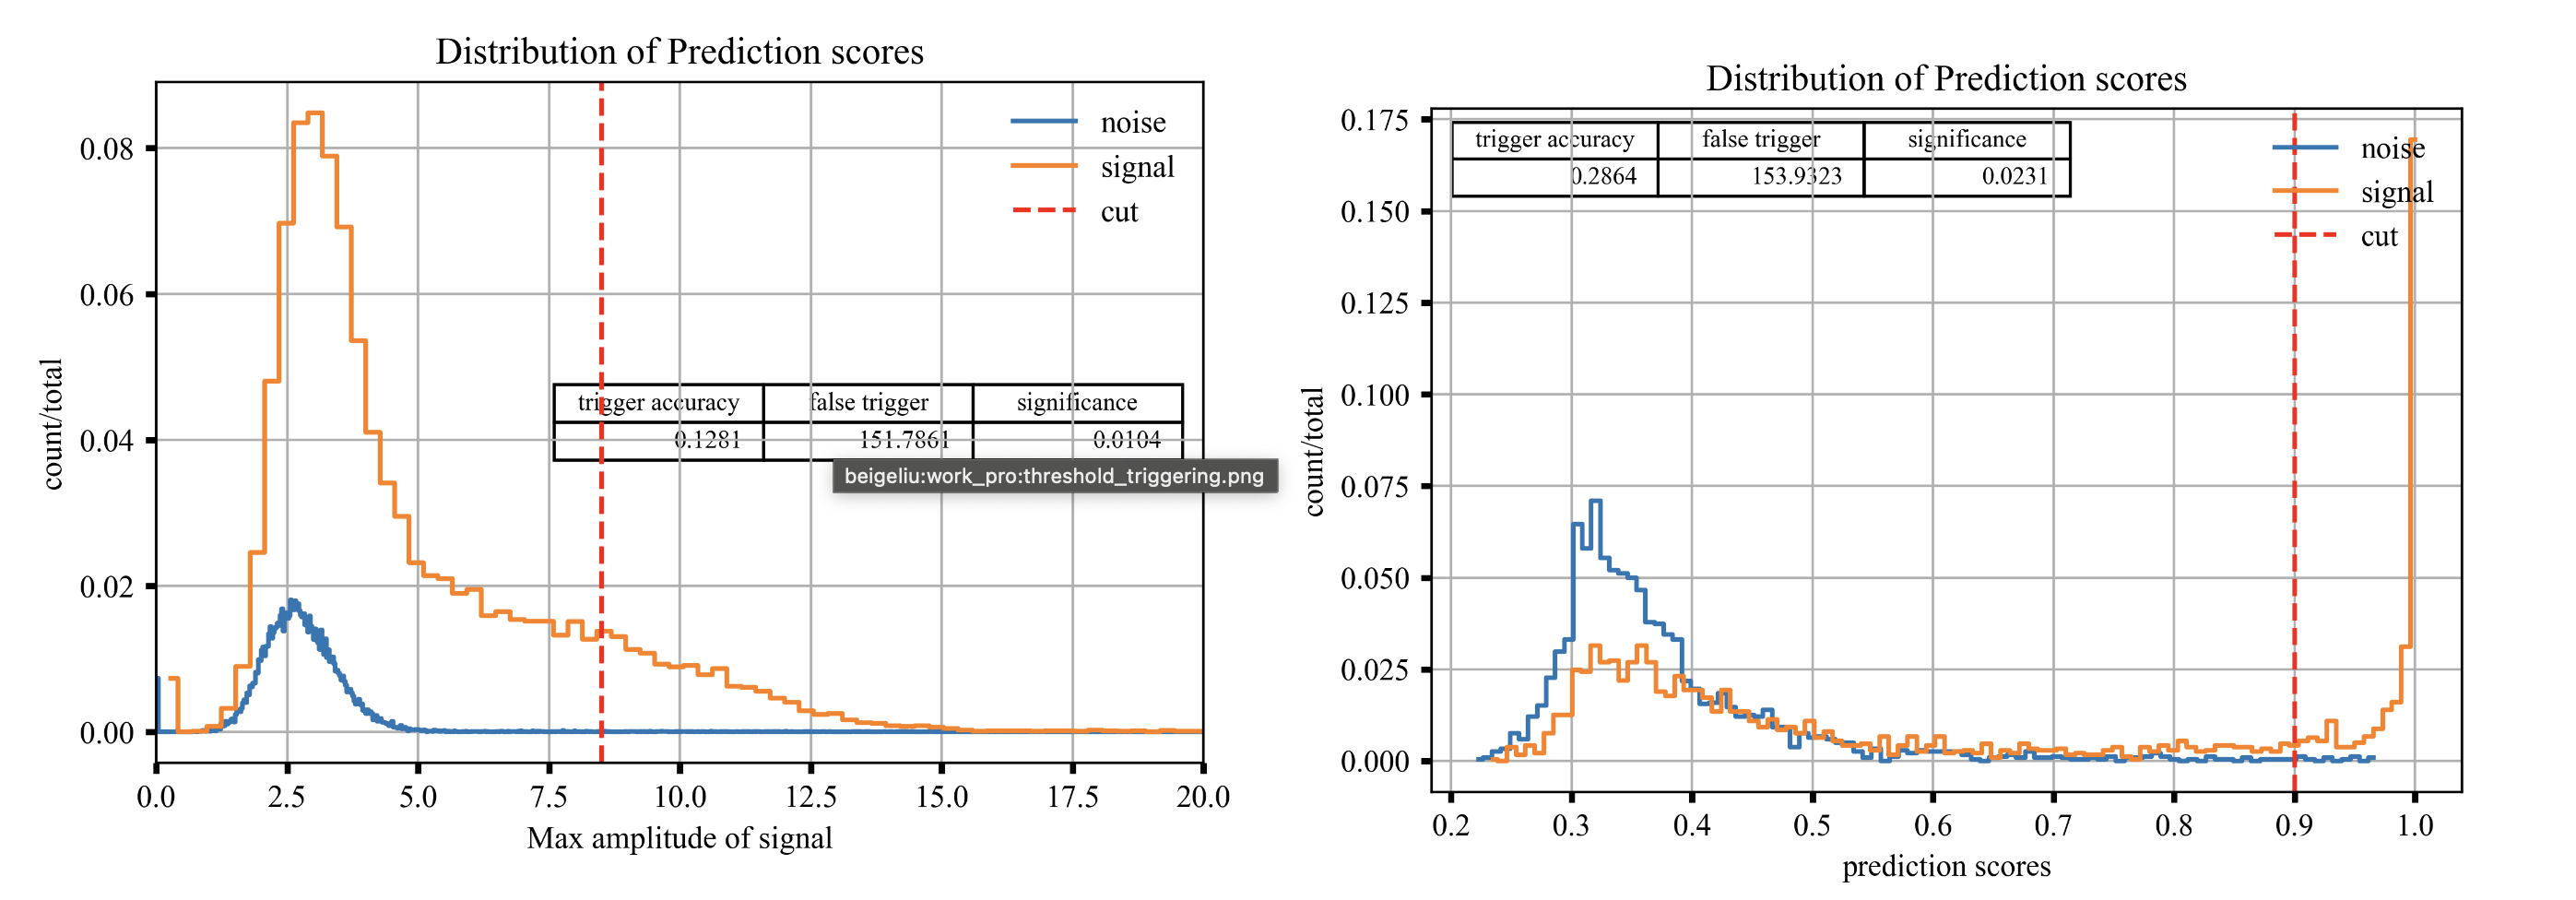 Distribution of Prediction scores
noise
signal
cut
0.08
0.06
0.04
0.02
0.00
count/total
trigger accuracy false trigger significance
0.1281 151.7861 0.0104
beigeliu:work_pro:threshold_triggering.png
0.0 2.5 5.0 7.5 10.0 12.5 15.0 17.5 20.0
Max amplitude of signal
Distribution of Prediction scores
trigger accuracy false trigger significance
0.2864 153.9323 0.0231
noise
signal
cut
0.175
0.150
0.125
0.100
0.075
0.050
0.025
0.000
count/total
0.2 0.3 0.4 0.5 0.6 0.7 0.8 0.9 1.0
prediction scores